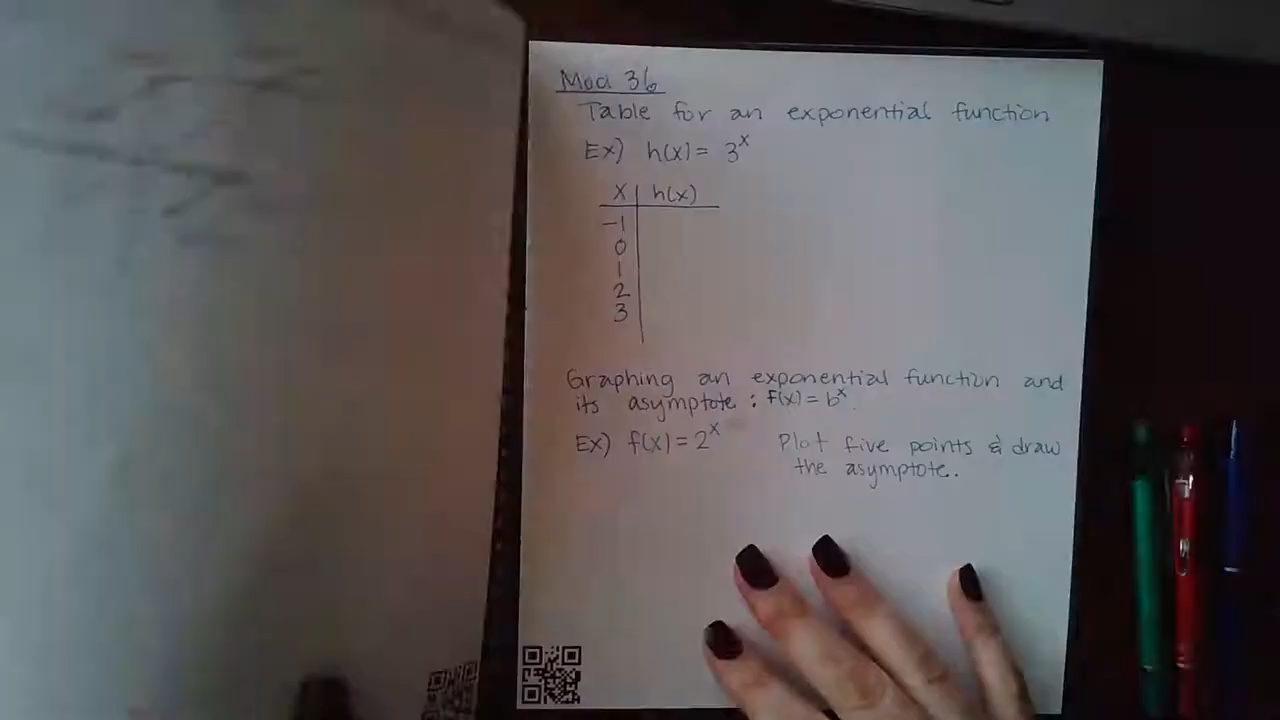 Mod 36
Table for an exponential function
Ex) h(x) = 3^x
x | h(x)
-1
0
1
2
3
Graphing an exponential function and
its asymptote : f(x) = b^x.
Ex) f(x) = 2^x Plot five points & draw
the asymptote.